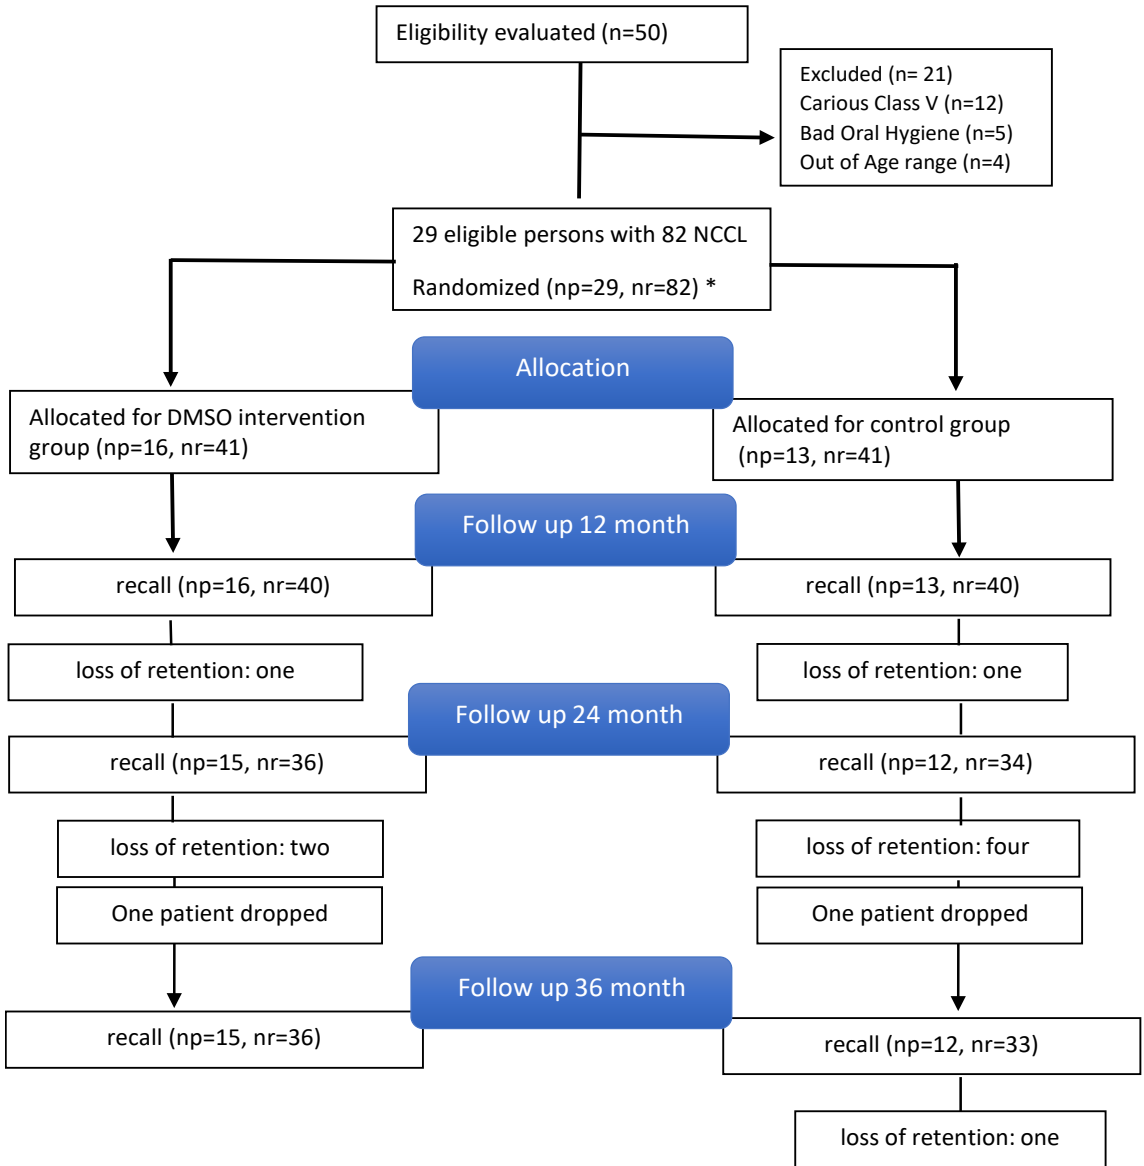 Eligibility evaluated (n=50)
Excluded (n= 21)
Carious Class V (n=12)
Bad Oral Hygiene (n=5)
Out of Age range (n=4)
29 eligible persons with 82 NCCL
Randomized (np=29, nr=82) *
Allocation
Allocated for DMSO intervention
group (np=16, nr=41)
Allocated for control group
(np=13, nr=41)
Follow up 12 month
recall (np=16, nr=40)
recall (np=13, nr=40)
loss of retention: one
loss of retention: one
Follow up 24 month
recall (np=15, nr=36)
recall (np=12, nr=34)
loss of retention: two
loss of retention: four
One patient dropped
One patient dropped
Follow up 36 month
recall (np=15, nr=36)
recall (np=12, nr=33)
loss of retention: one